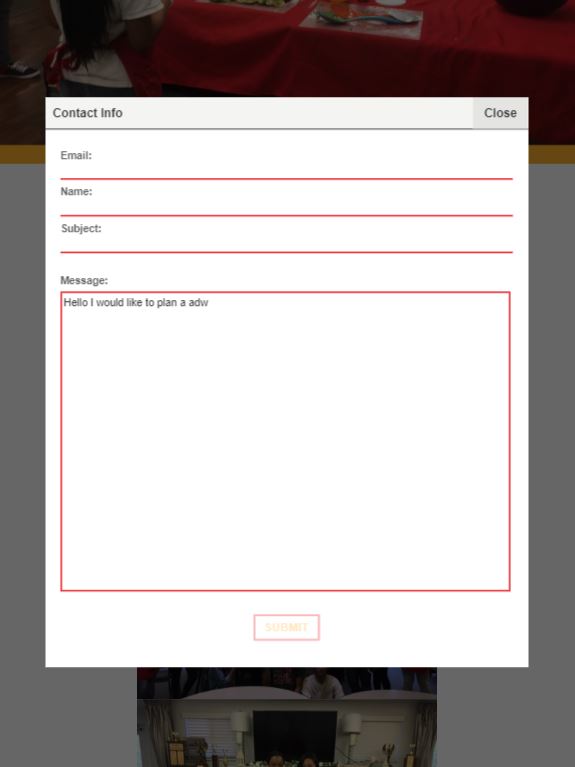 Contact Info
Close
Email:
Name:
Subject:
Message:
Hello I would like to plan a adw
SUBMIT